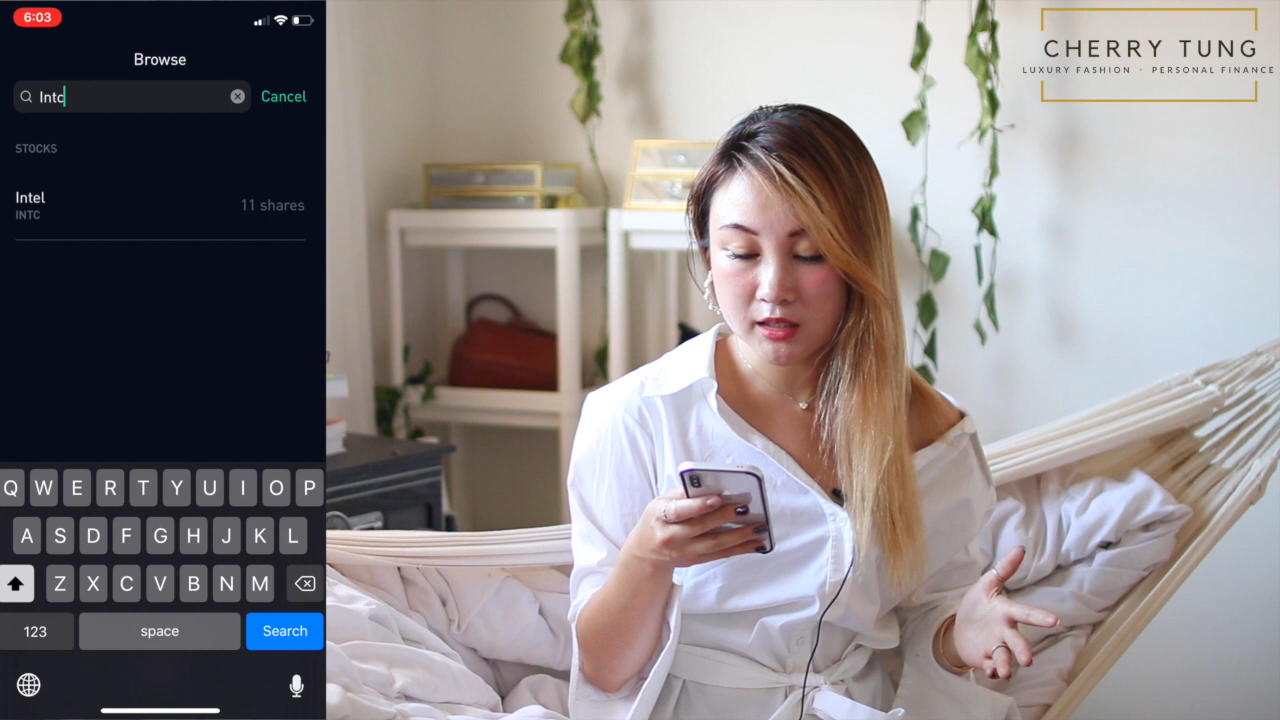 6:03
Browse
Intc
Cancel
STOCKS
Intel
INTC
11 shares
Q W E R T Y U I O P
A S D F G H J K L
Z X C V B N M
123
space
Search
CHERRY TUNG
LUXURY FASHION · PERSONAL FINANCE